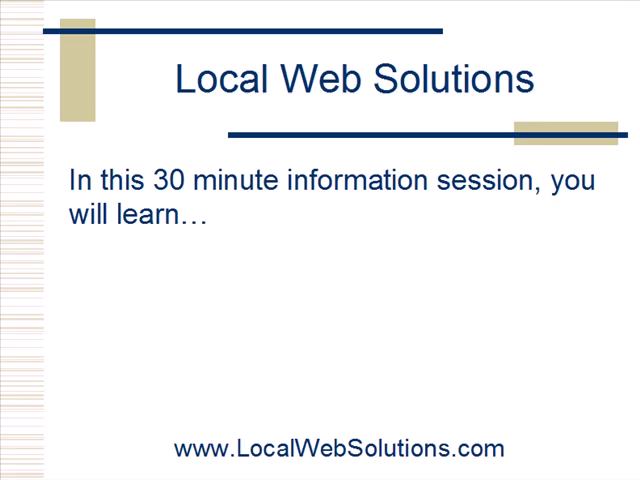 Local Web Solutions
In this 30 minute information session, you
will learn…
www.LocalWebSolutions.com